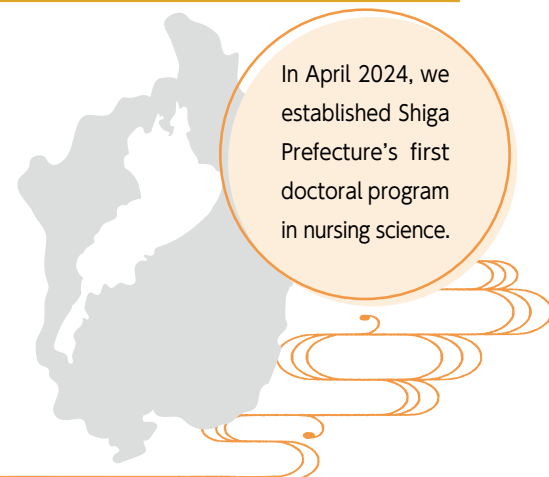 In April 2024, we
established Shiga
Prefecture’s first
doctoral program
in nursing science.